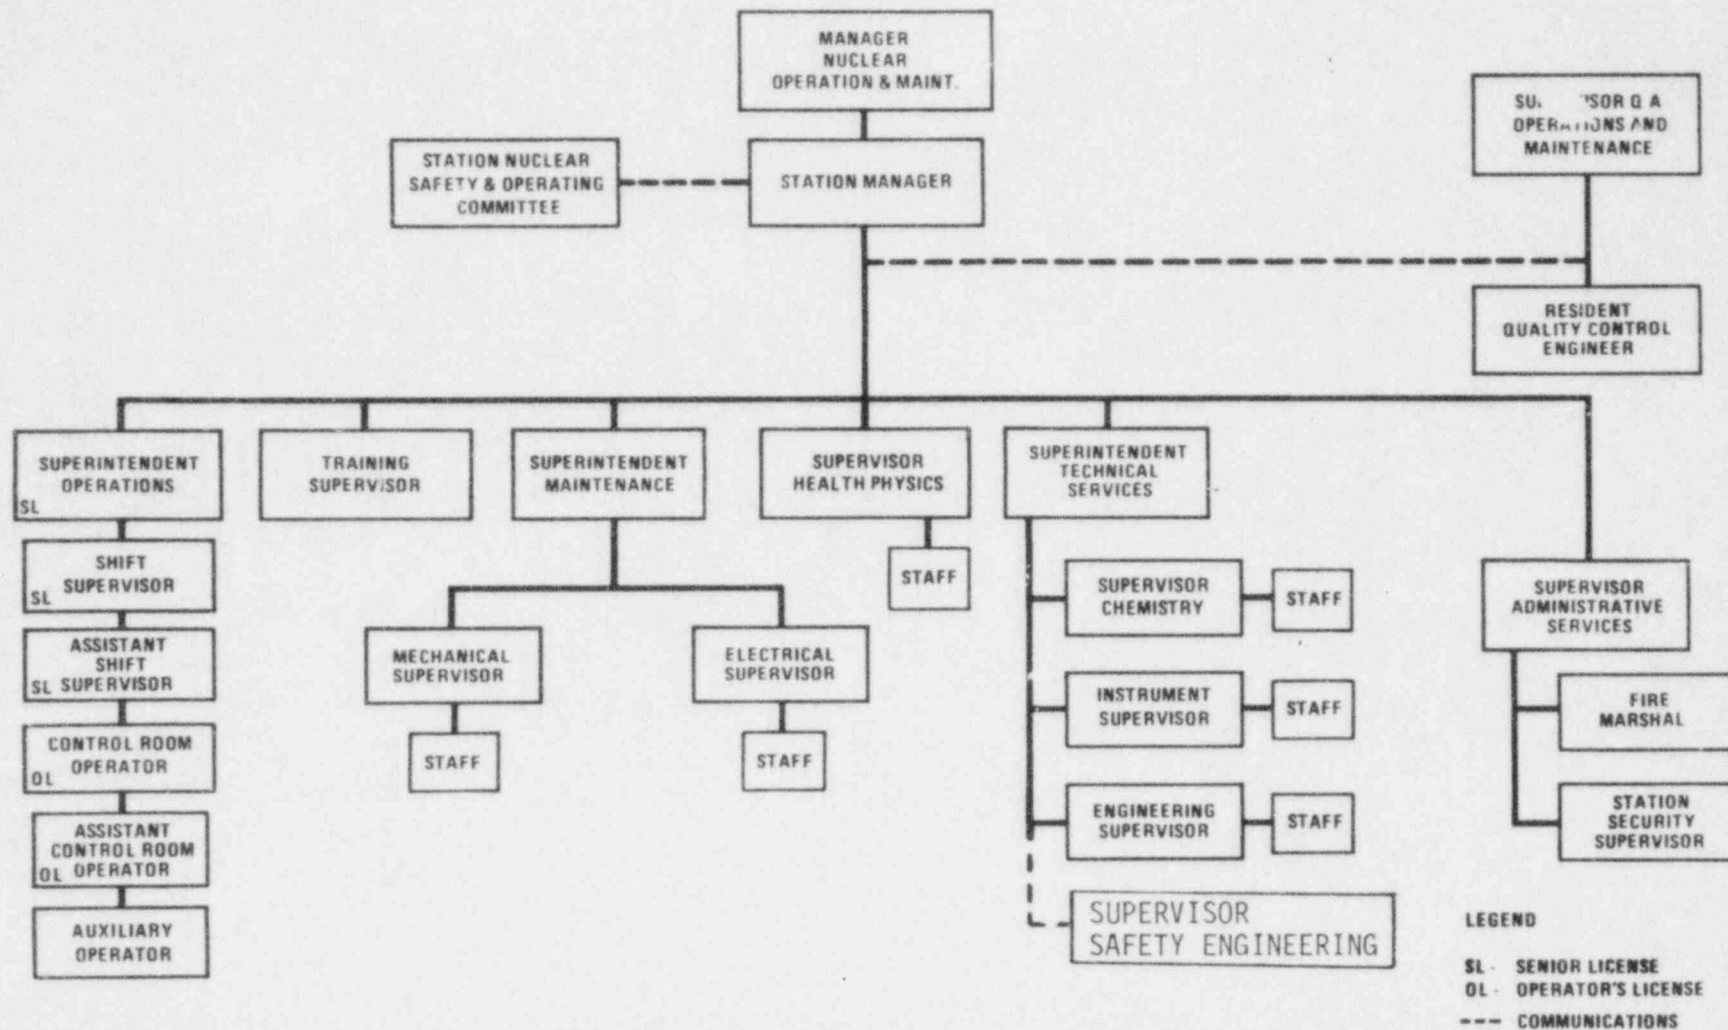 MANAGER
NUCLEAR
OPERATION & MAINT.
STATION NUCLEAR
SAFETY & OPERATING
COMMITTEE
STATION MANAGER
Q A
OPERATIONS AND
MAINTENANCE
RESIDENT
QUALITY CONTROL
ENGINEER
SUPERINTENDENT
OPERATIONS
SL
TRAINING
SUPERVISOR
SUPERINTENDENT
MAINTENANCE
SUPERVISOR
HEALTH PHYSICS
STAFF
SUPERINTENDENT
TECHNICAL
SERVICES
SHIFT
SUPERVISOR
SL
ASSISTANT
SHIFT
SUPERVISOR
SL
CONTROL ROOM
OPERATOR
OL
ASSISTANT
CONTROL ROOM
OPERATOR
OL
AUXILIARY
OPERATOR
MECHANICAL
SUPERVISOR
STAFF
ELECTRICAL
SUPERVISOR
STAFF
SUPERVISOR
CHEMISTRY
STAFF
INSTRUMENT
SUPERVISOR
STAFF
ENGINEERING
SUPERVISOR
STAFF
SUPERVISOR
SAFETY ENGINEERING
SUPERVISOR
ADMINISTRATIVE
SERVICES
FIRE
MARSHAL
STATION
SECURITY
SUPERVISOR
LEGEND
SL - SENIOR LICENSE
OL - OPERATOR'S LICENSE
--- COMMUNICATIONS